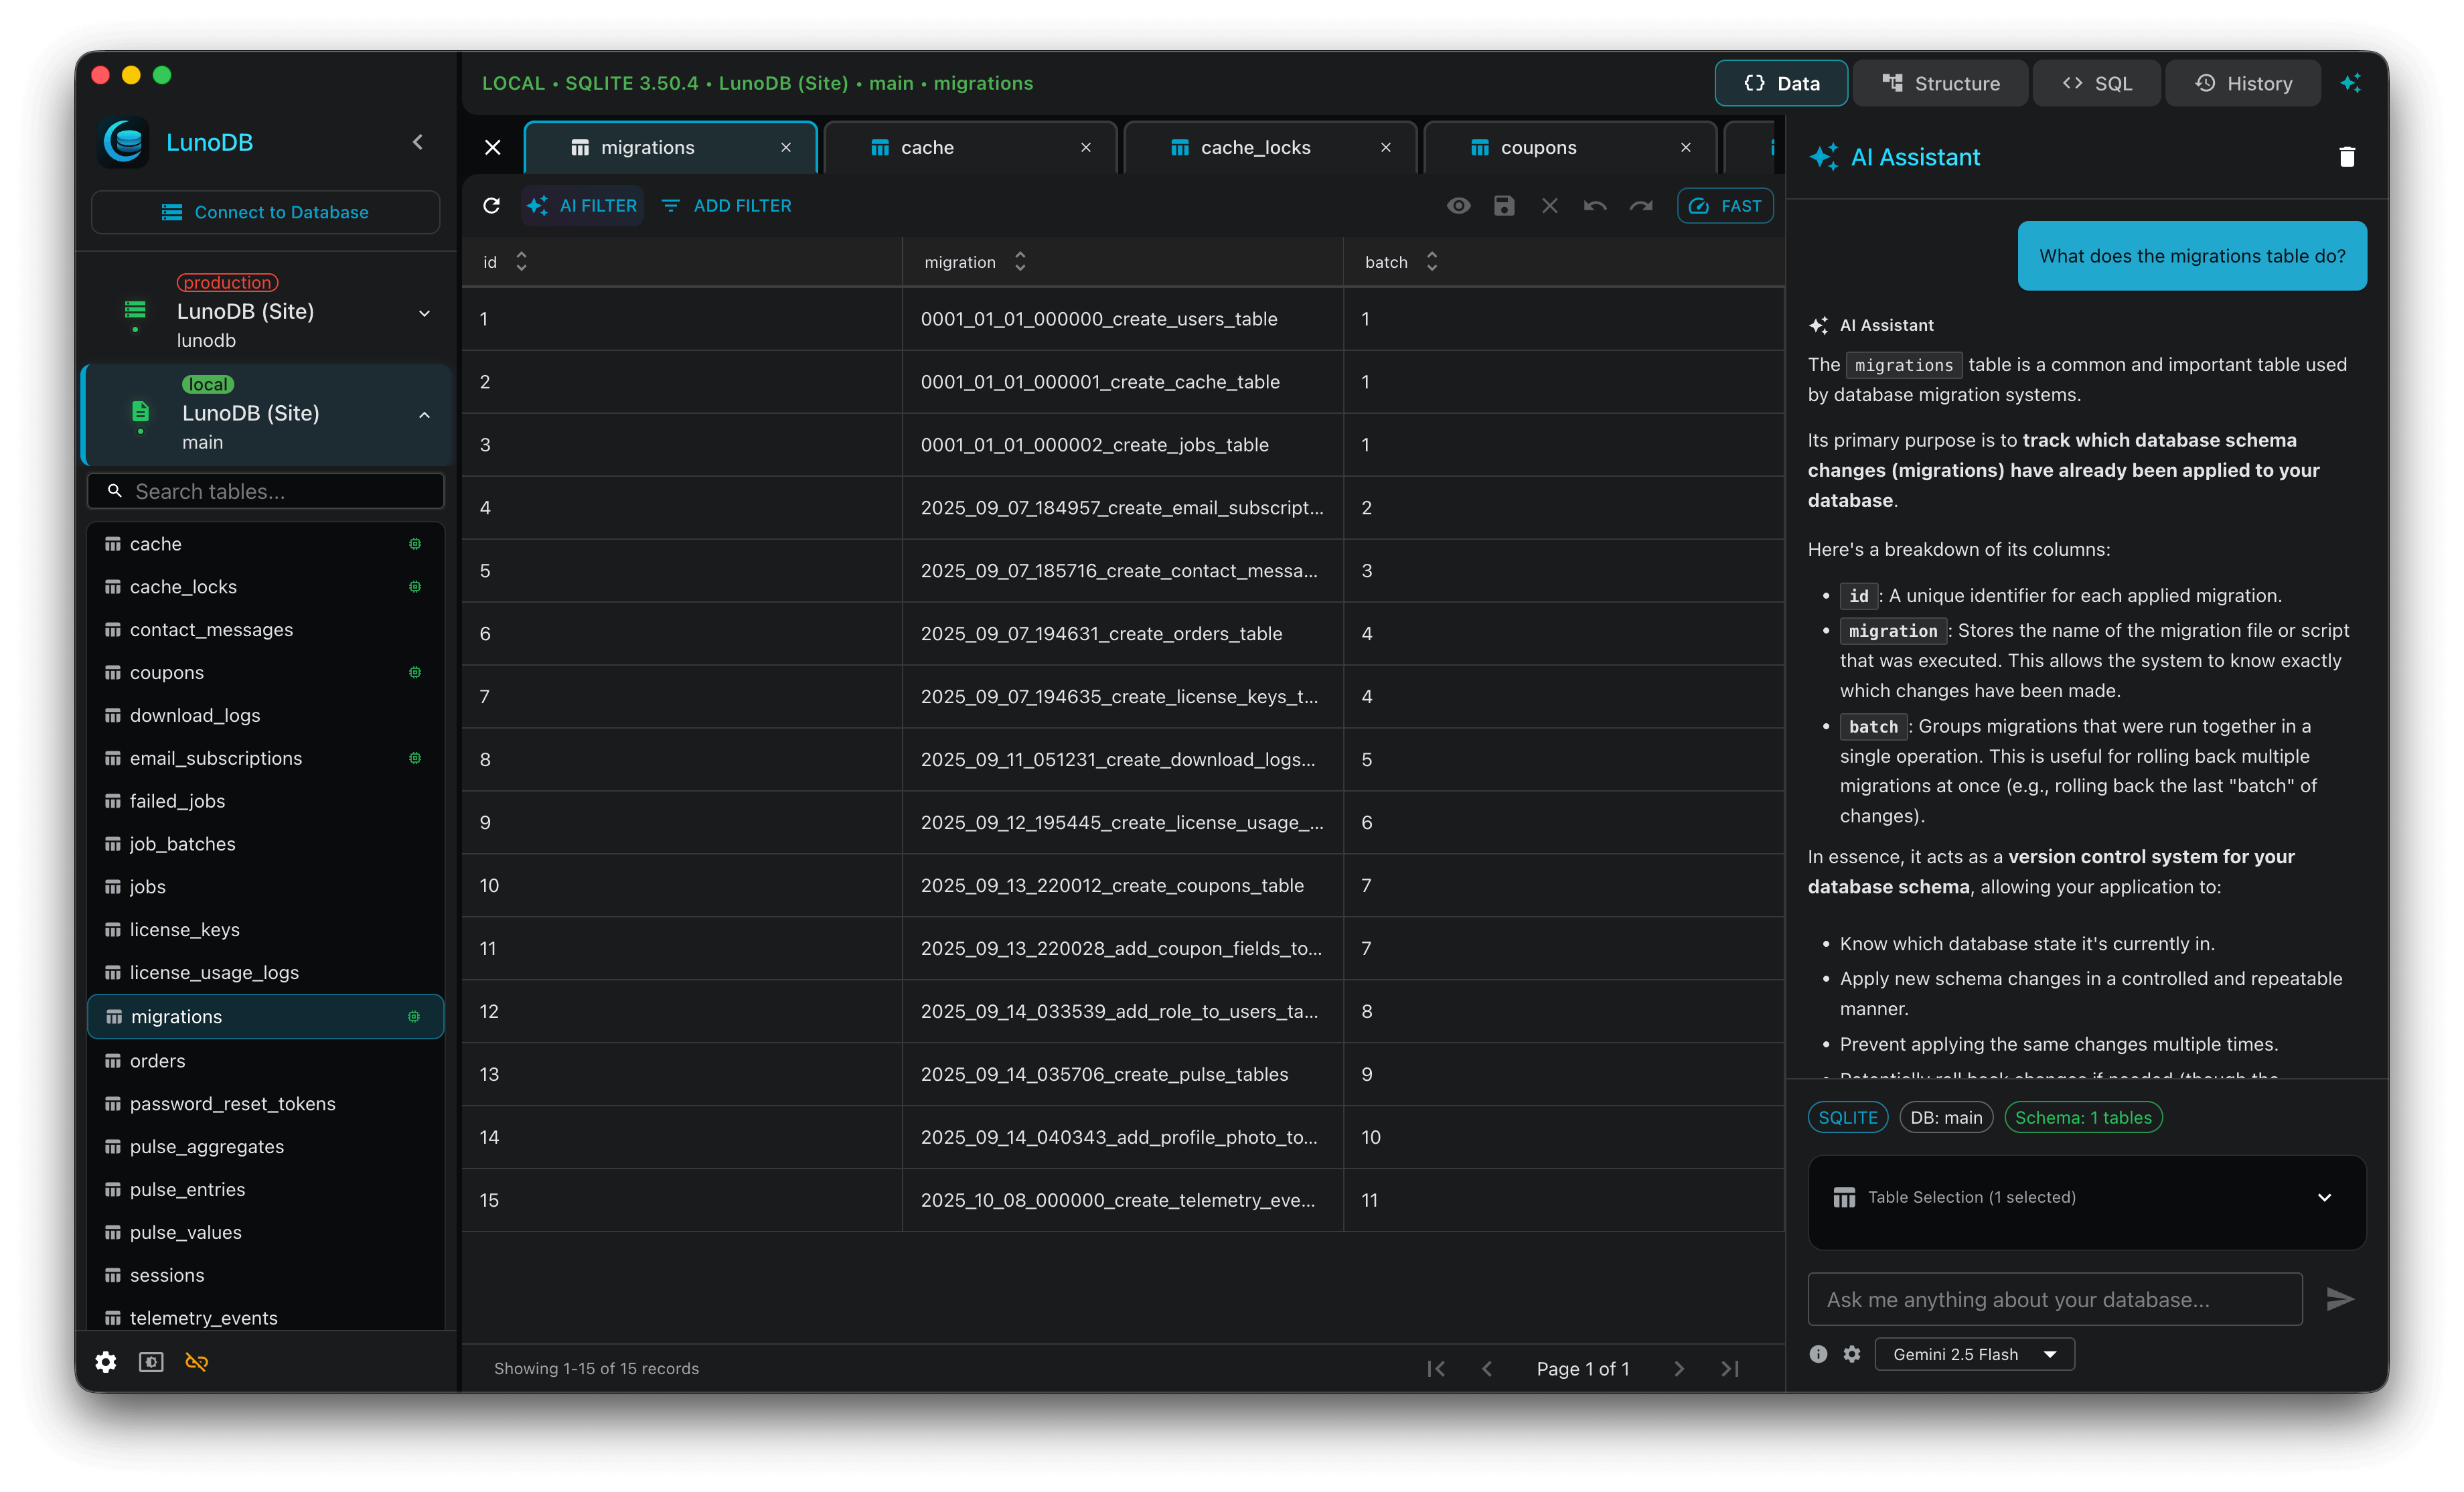 LunoDB
Connect to Database
production
LunoDB (Site)
lunodb
local
LunoDB (Site)
main
Search tables...
cache
cache_locks
contact_messages
coupons
download_logs
email_subscriptions
failed_jobs
job_batches
jobs
license_keys
license_usage_logs
migrations
orders
password_reset_tokens
pulse_aggregates
pulse_entries
pulse_values
sessions
telemetry_events
LOCAL • SQLITE 3.50.4 • LunoDB (Site) • main • migrations
Data Structure SQL History
migrations cache cache_locks coupons
AI FILTER ADD FILTER FAST
id migration batch
1 0001_01_01_000000_create_users_table 1
2 0001_01_01_000001_create_cache_table 1
3 0001_01_01_000002_create_jobs_table 1
4 2025_09_07_184957_create_email_subscript... 2
5 2025_09_07_185716_create_contact_messa... 3
6 2025_09_07_194631_create_orders_table 4
7 2025_09_07_194635_create_license_keys_t... 4
8 2025_09_11_051231_create_download_logs... 5
9 2025_09_12_195445_create_license_usage_... 6
10 2025_09_13_220012_create_coupons_table 7
11 2025_09_13_220028_add_coupon_fields_to... 7
12 2025_09_14_033539_add_role_to_users_ta... 8
13 2025_09_14_035706_create_pulse_tables 9
14 2025_09_14_040343_add_profile_photo_to... 10
15 2025_10_08_000000_create_telemetry_eve... 11
Showing 1-15 of 15 records
Page 1 of 1
AI Assistant
What does the migrations table do?
AI Assistant
The migrations table is a common and important table used
by database migration systems.
Its primary purpose is to track which database schema
changes (migrations) have already been applied to your
database.
Here's a breakdown of its columns:
• id: A unique identifier for each applied migration.
• migration: Stores the name of the migration file or script
that was executed. This allows the system to know exactly
which changes have been made.
• batch: Groups migrations that were run together in a
single operation. This is useful for rolling back multiple
migrations at once (e.g., rolling back the last "batch" of
changes).
In essence, it acts as a version control system for your
database schema, allowing your application to:
• Know which database state it's currently in.
• Apply new schema changes in a controlled and repeatable
manner.
• Prevent applying the same changes multiple times.
• Potentially roll back changes if needed (though the
SQLITE DB: main Schema: 1 tables
Table Selection (1 selected)
Ask me anything about your database...
Gemini 2.5 Flash